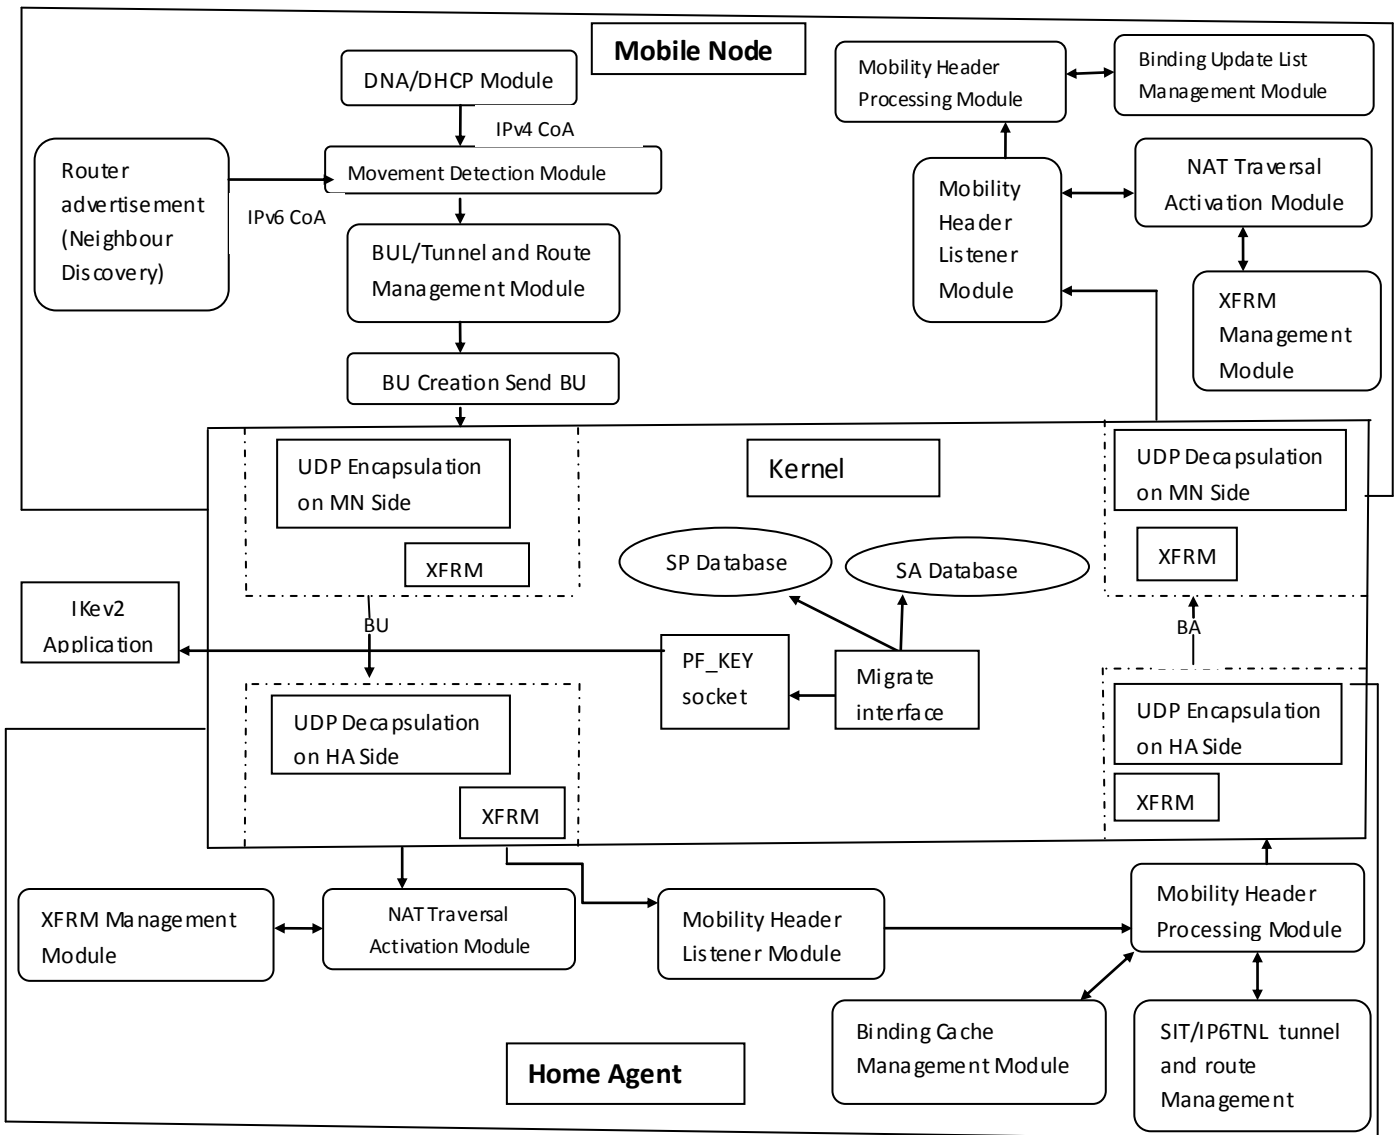 Mobile Node
DNA/DHCP Module
IPv4 CoA
Movement Detection Module
Router
advertisement
(Neighbour
Discovery)
IPv6 CoA
BUL/Tunnel and Route
Management Module
BU Creation Send BU
Mobility Header
Processing Module
Binding Update List
Management Module
Mobility
Header
Listener
Module
NAT Traversal
Activation Module
XFRM
Management
Module
UDP Encapsulation
on MN Side
XFRM
Kernel
UDP Decapsulation
on MN Side
XFRM
SP Database
SA Database
IKev2
Application
BU
PF_KEY
socket
Migrate
interface
BA
UDP Decapsulation
on HA Side
XFRM
UDP Encapsulation
on HA Side
XFRM
XFRM Management
Module
NAT Traversal
Activation Module
Mobility Header
Listener Module
Mobility Header
Processing Module
Binding Cache
Management Module
SIT/IP6TNL tunnel
and route
Management
Home Agent